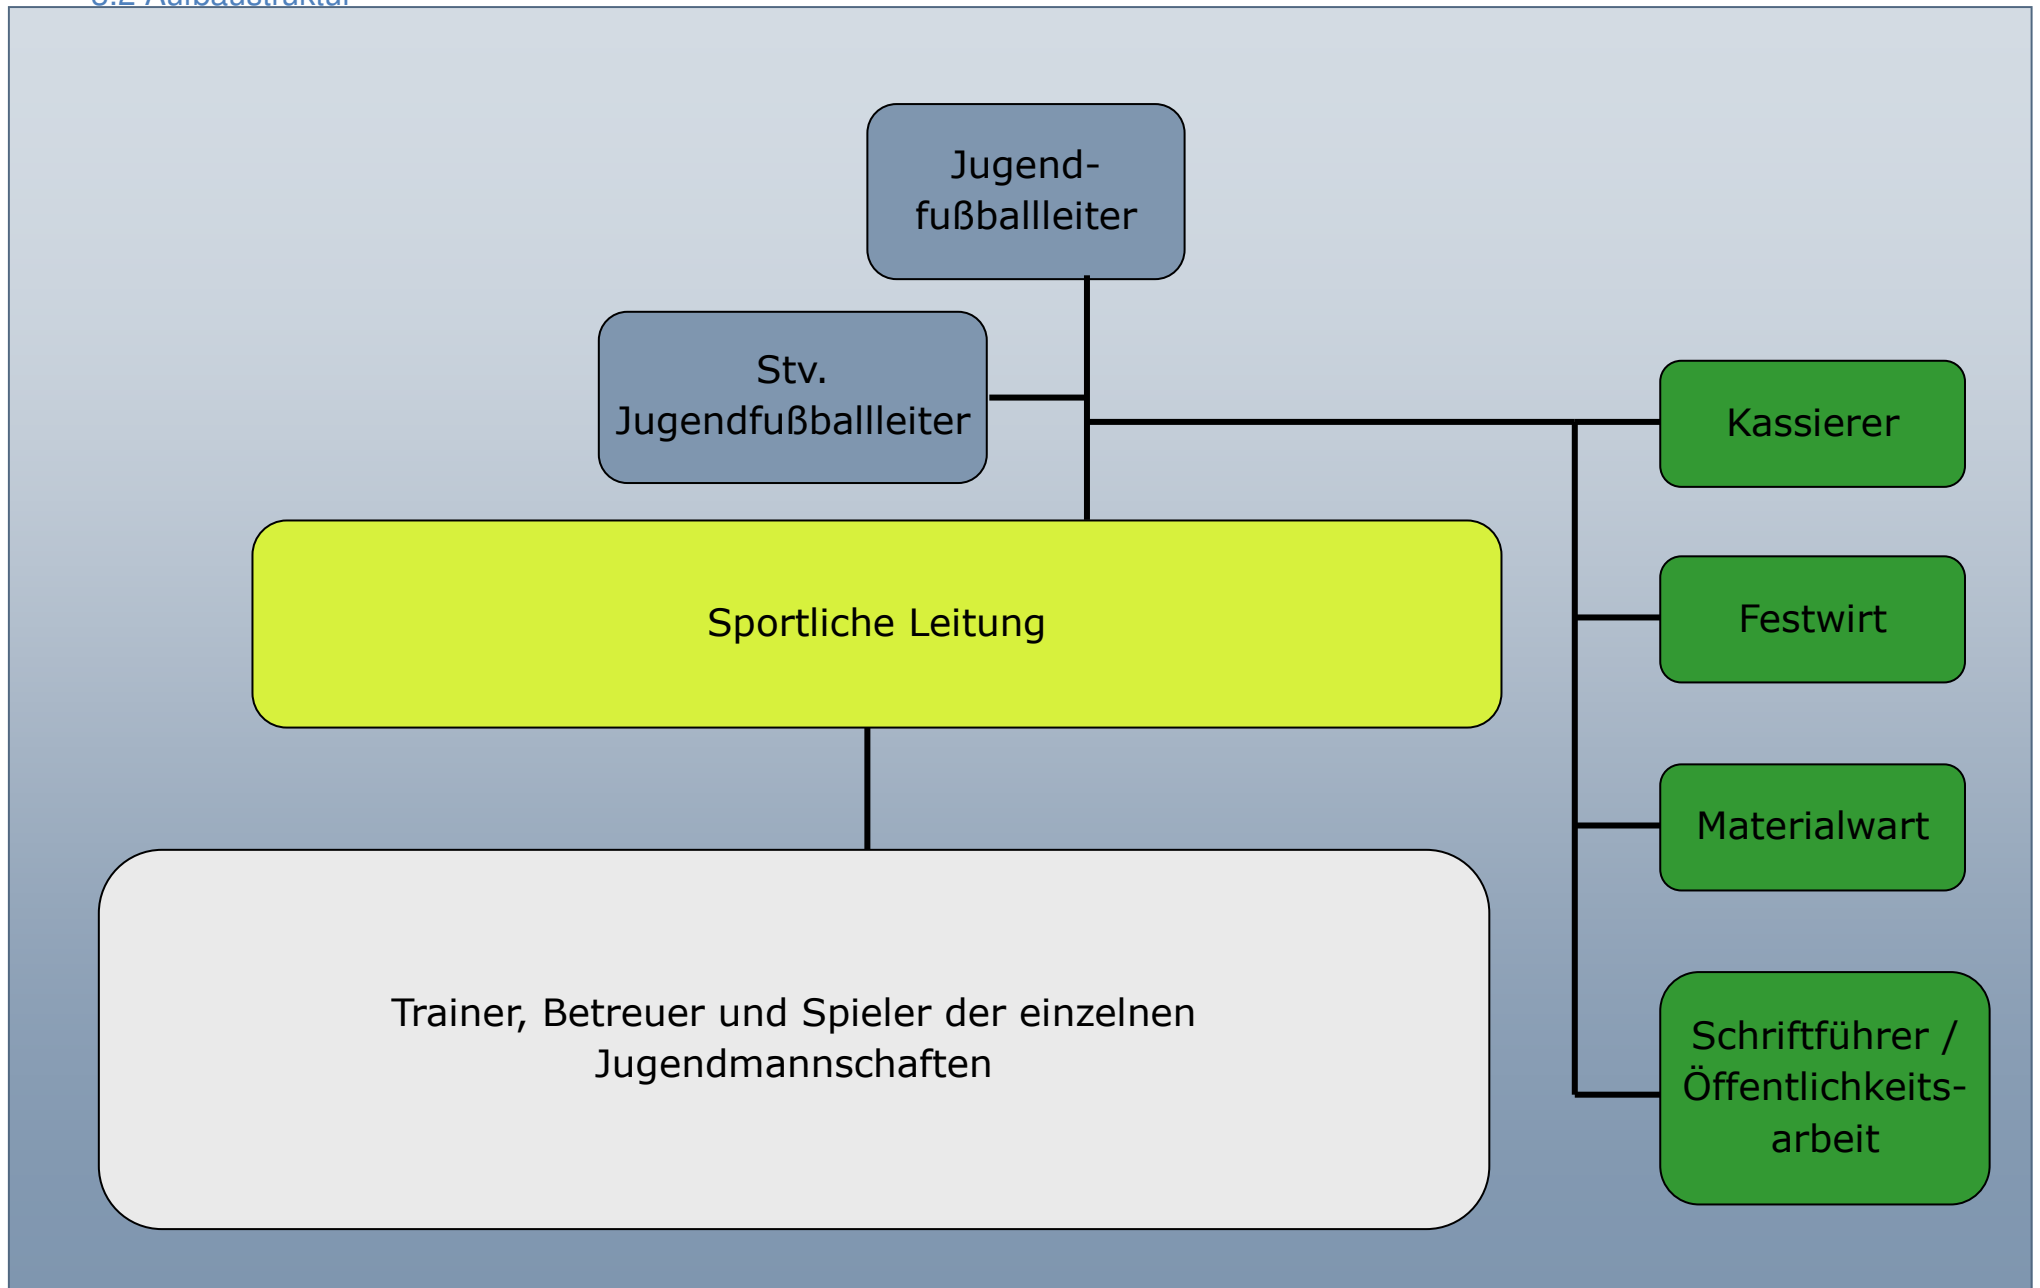 Aufbaustruktur
Jugend-
fußballleiter
Stv.
Jugendfußballleiter
Kassierer
Sportliche Leitung
Festwirt
Materialwart
Trainer, Betreuer und Spieler der einzelnen
Jugendmannschaften
Schriftführer /
Öffentlichkeits-
arbeit